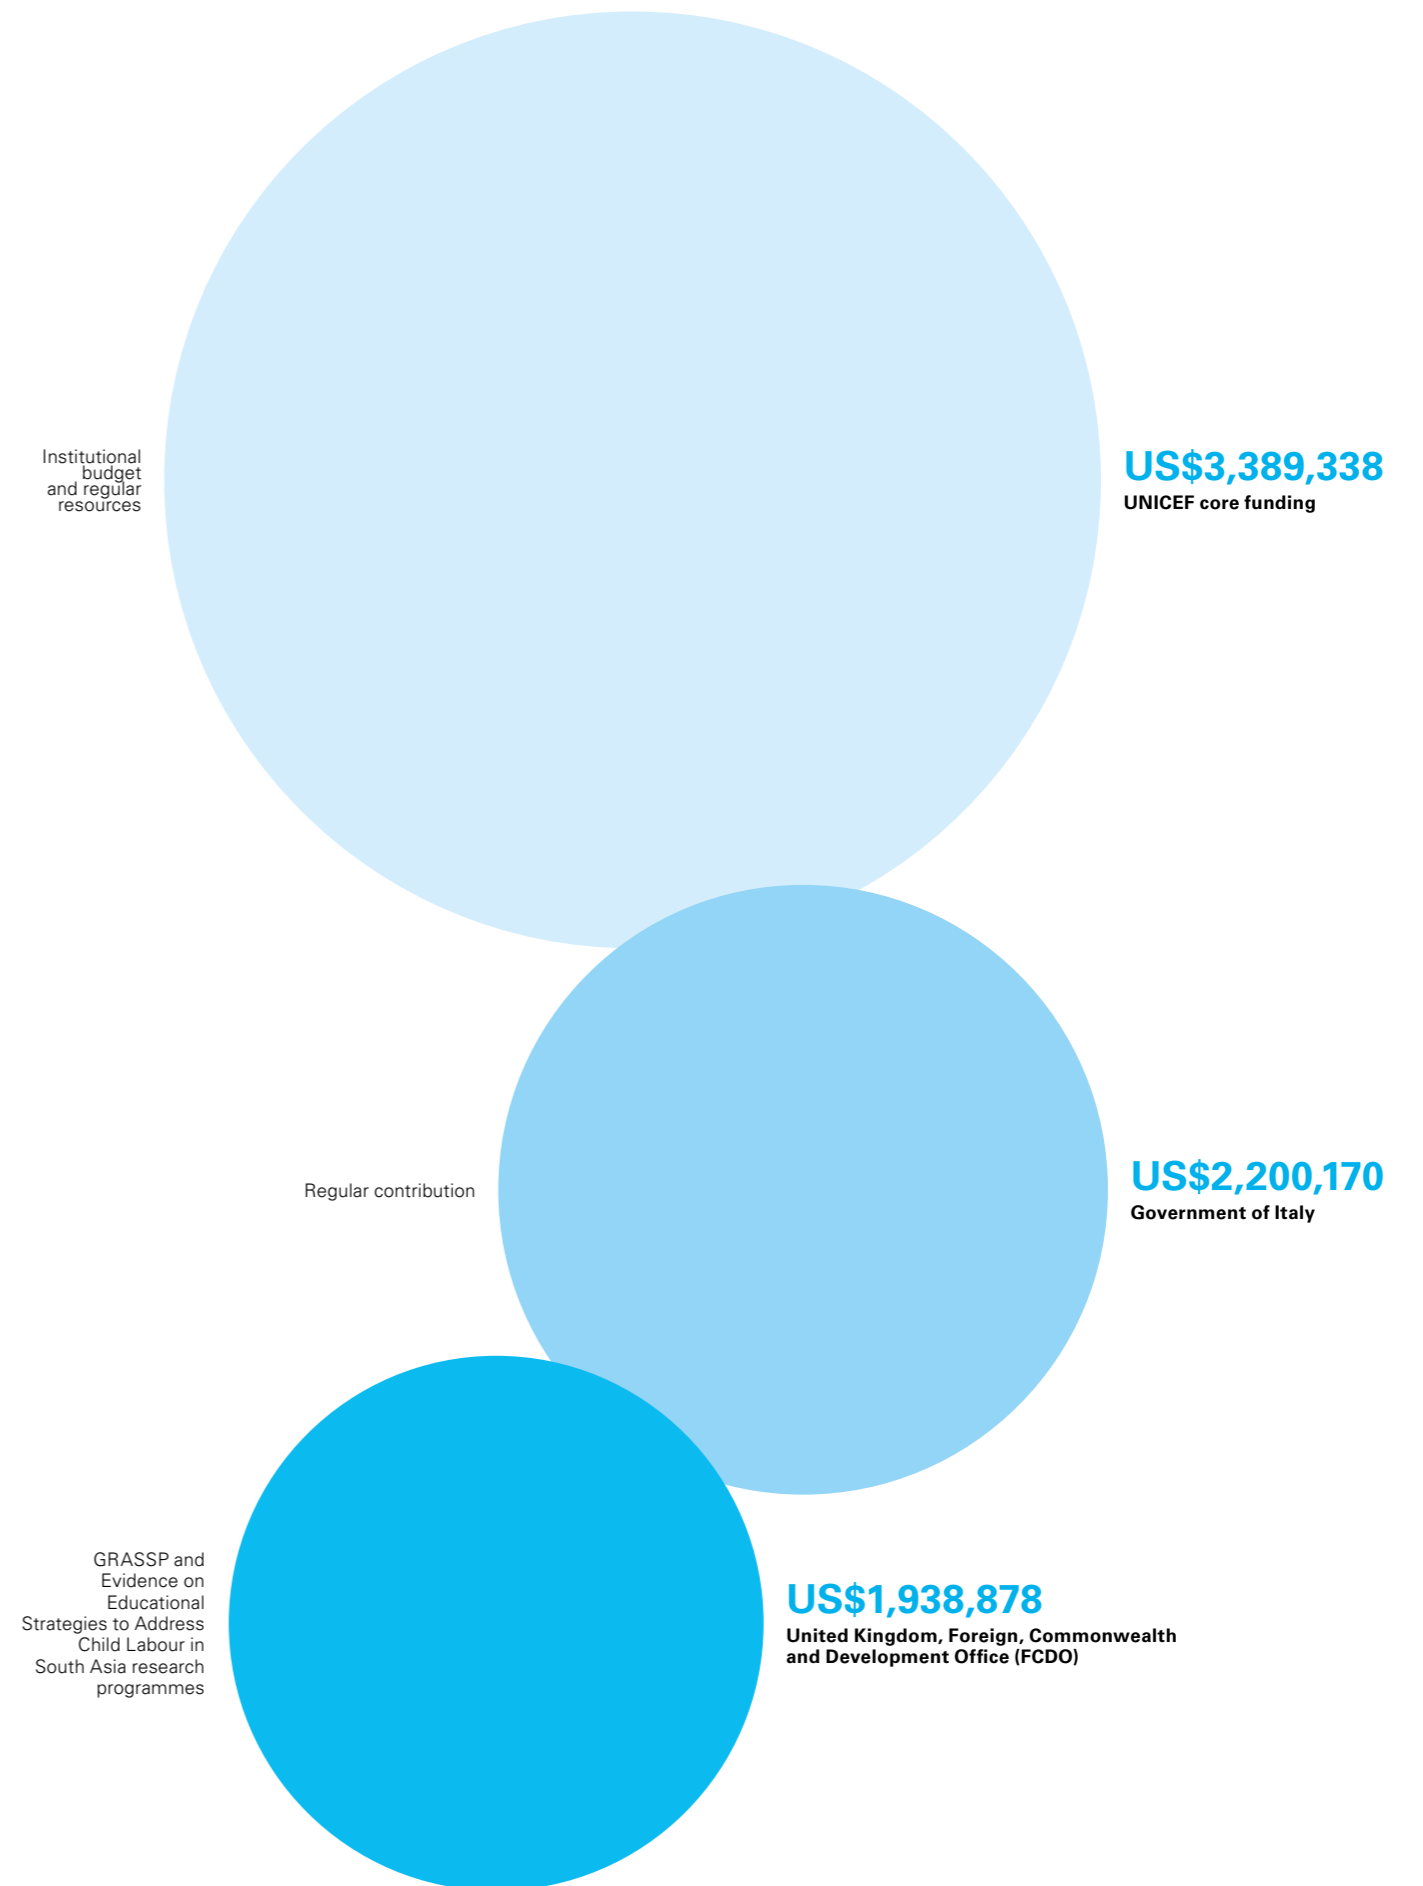 Institutional
budget
and regular
resources
US$3,389,338
UNICEF core funding
Regular contribution
US$2,200,170
Government of Italy
GRASSP and
Evidence on
Educational
Strategies to Address
Child Labour in
South Asia research
programmes
US$1,938,878
United Kingdom, Foreign, Commonwealth
and Development Office (FCDO)